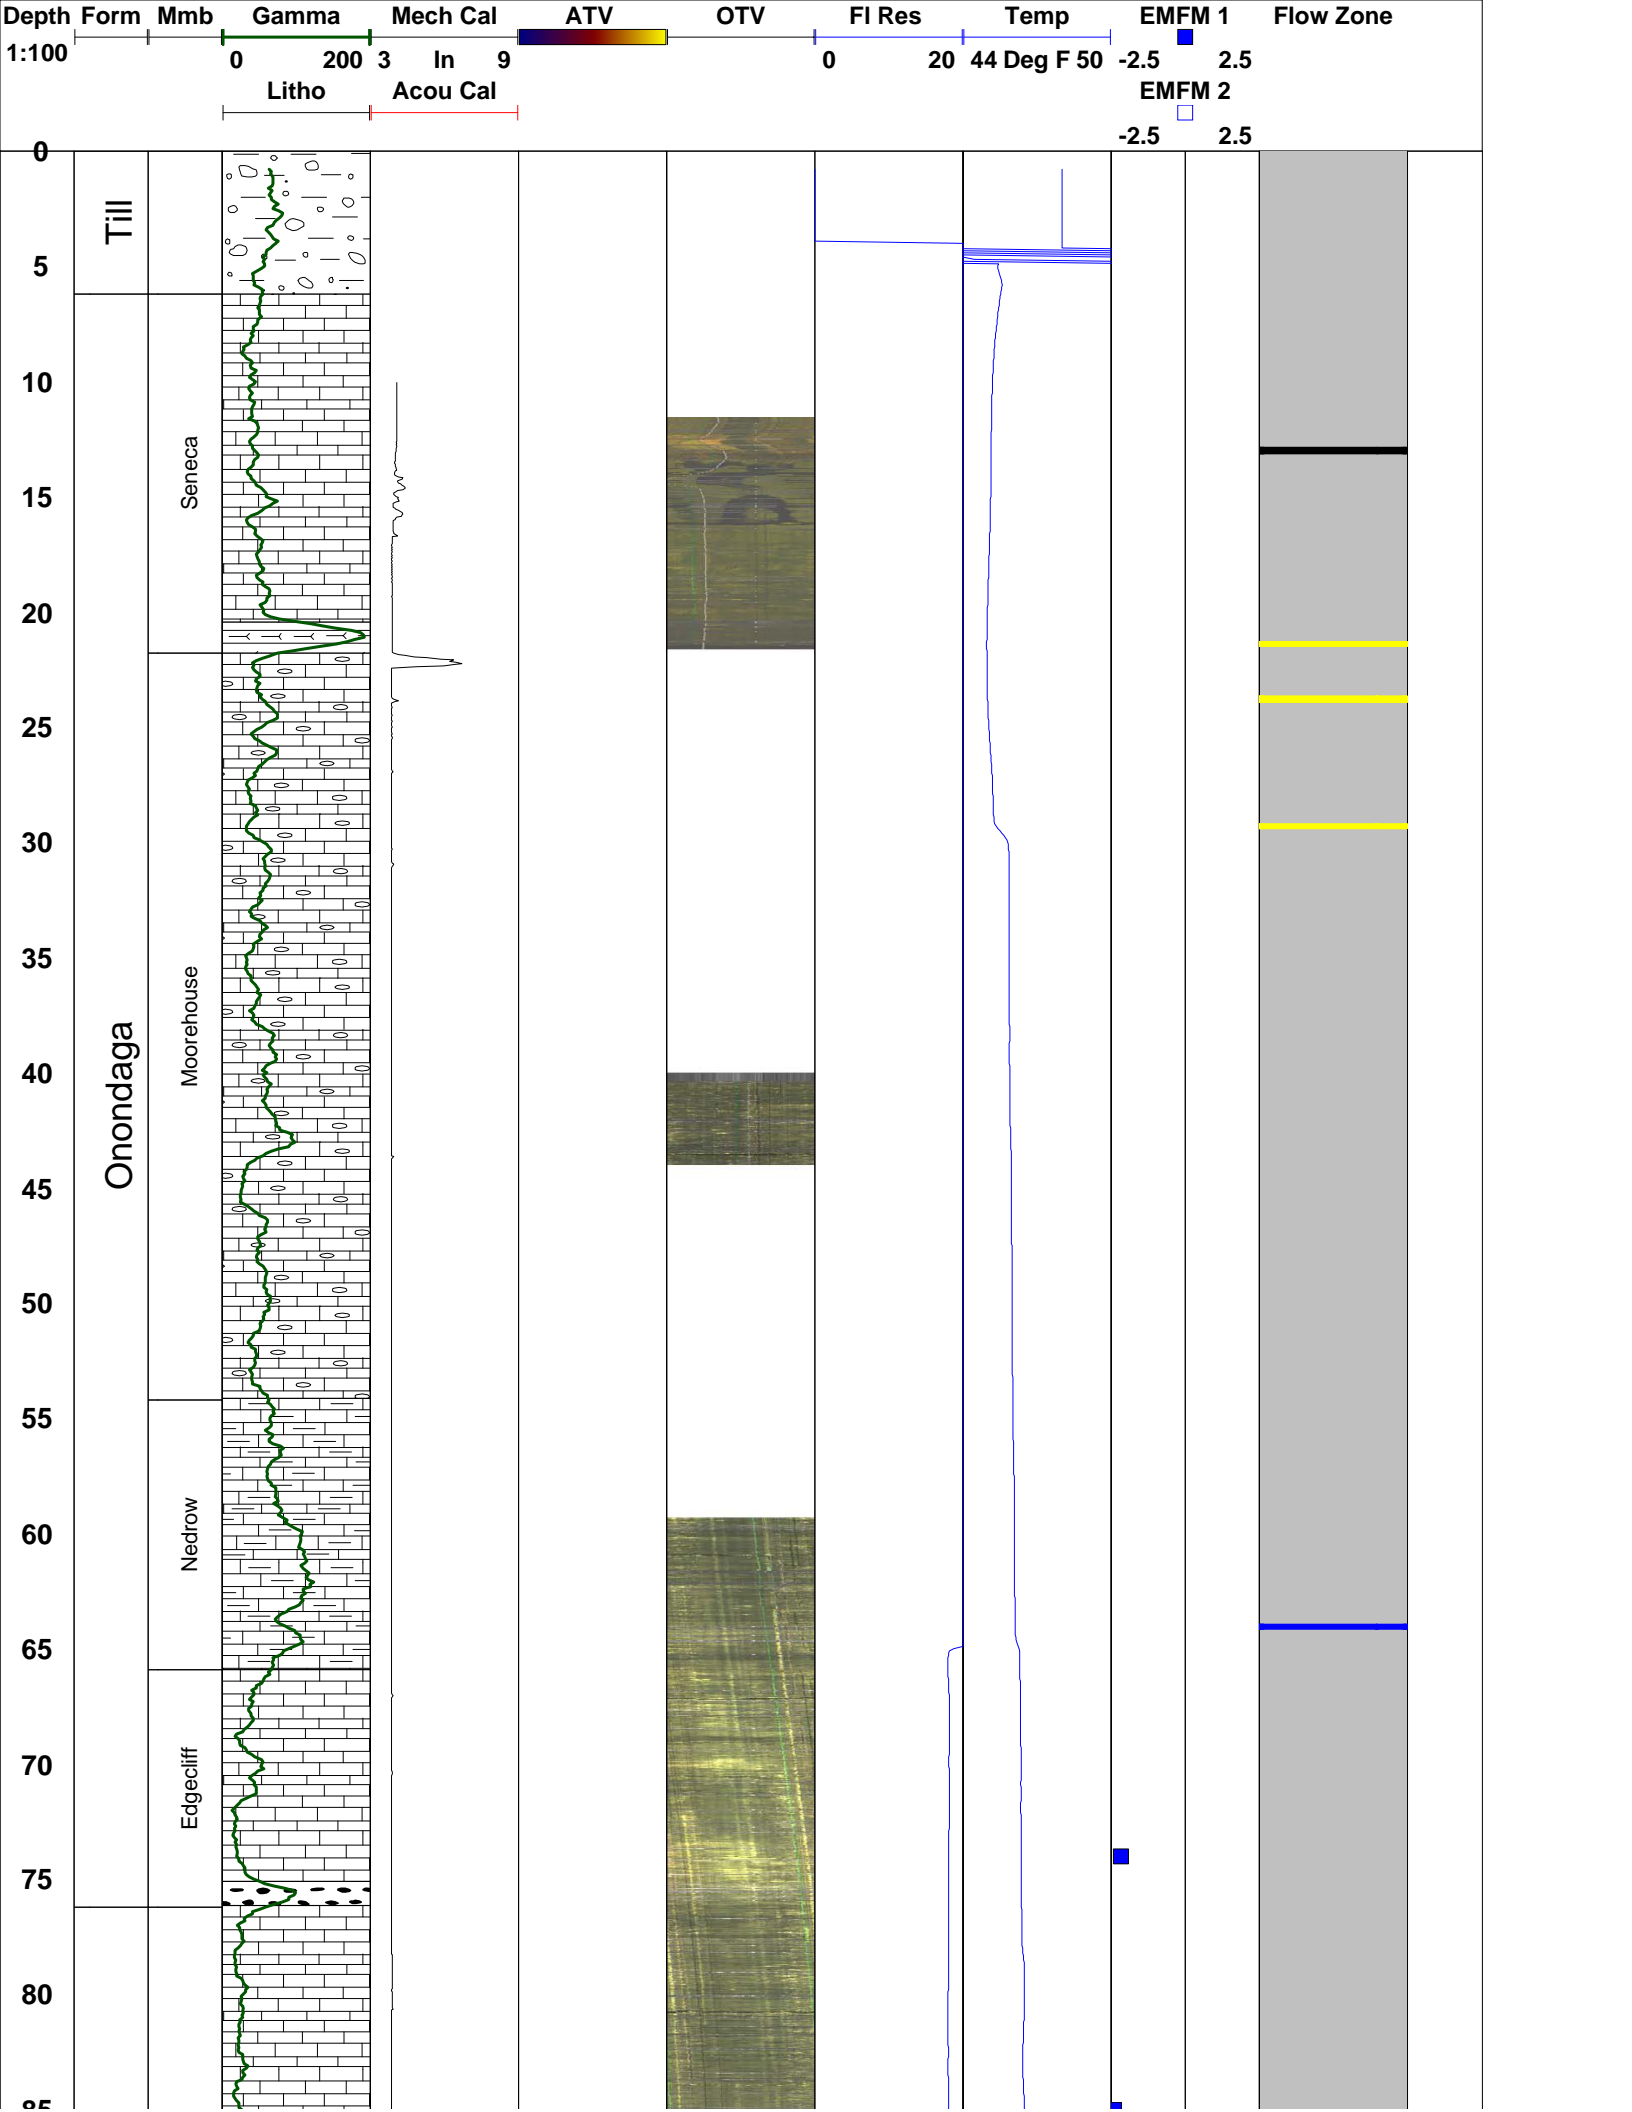 Depth Form Mmb Gamma Mech Cal ATV OTV Fl Res Temp EMFM 1 Flow Zone
1:100 0 200 3 In 9 0 20 44 Deg F 50 -2.5 2.5
Litho Acou Cal EMFM 2
-2.5 2.5
0
Till
5
10
Seneca
15
20
25
30
35
Moorehouse
40
Onondaga
45
50
55
60
Nedrow
65
70
Edgecliff
75
80
85